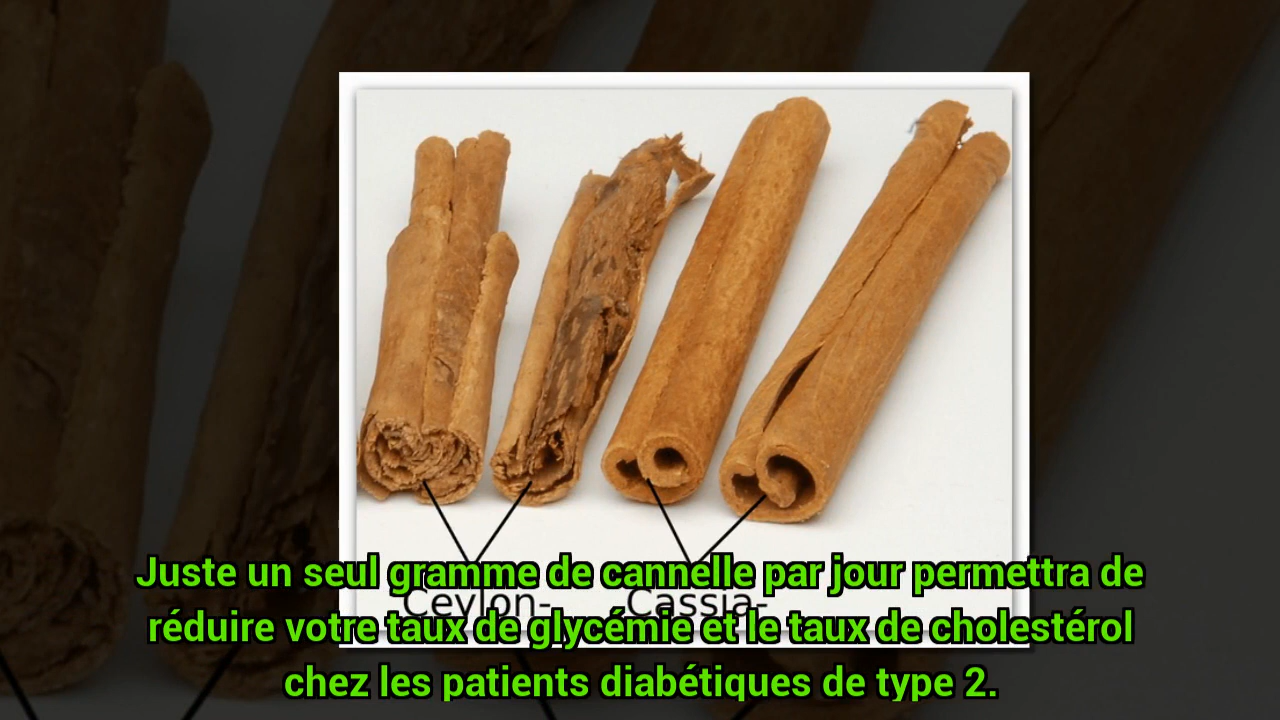 Juste un seul gramme de cannelle par jour permettra de
Ceylon- Cassia-
réduire votre taux de glycémie et le taux de cholestérol
chez les patients diabétiques de type 2.